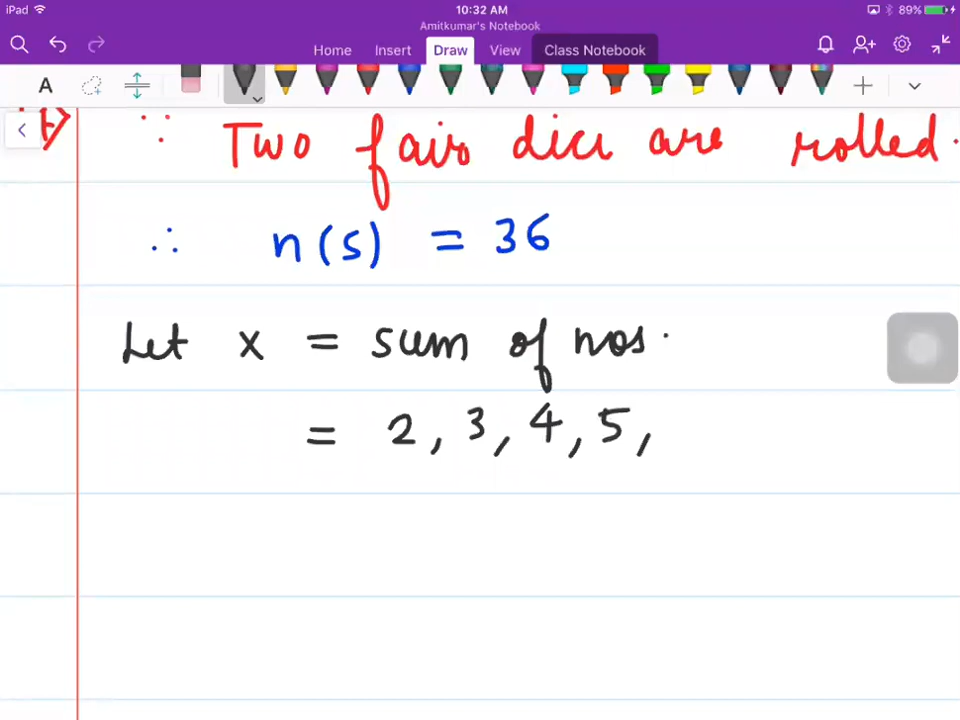 iPad 10:32 AM 89%
Amitkumar's Notebook
Home Insert Draw View Class Notebook
A
∵ Two fair dice are rolled.
∴ n(s) = 36
Let x = sum of nos.
= 2, 3, 4, 5,